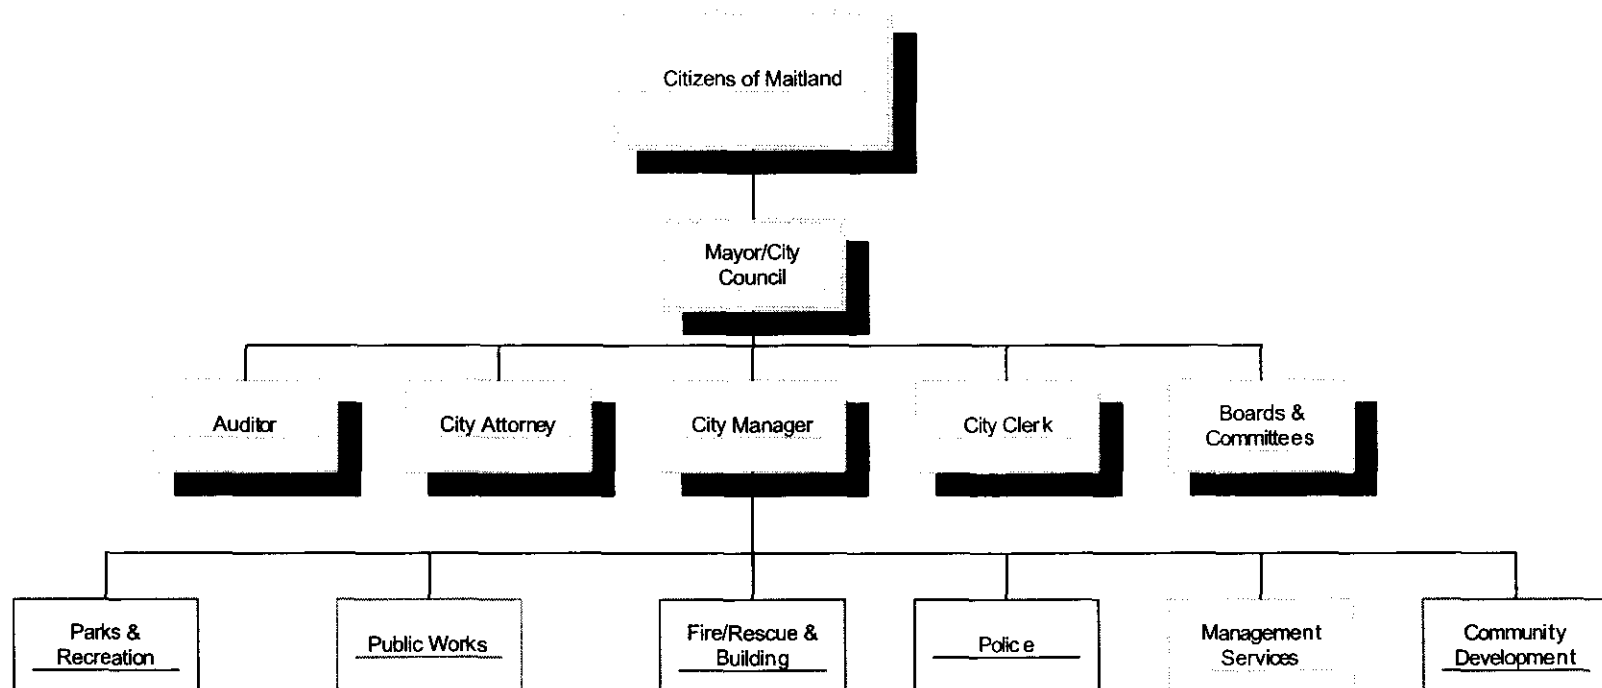 Citizens of Maitland
Mayor/City
Council
Auditor
City Attorney
City Manager
City Clerk
Boards &
Committees
Parks &
Recreation
Public Works
Fire/Rescue &
Building
Police
Management
Services
Community
Development